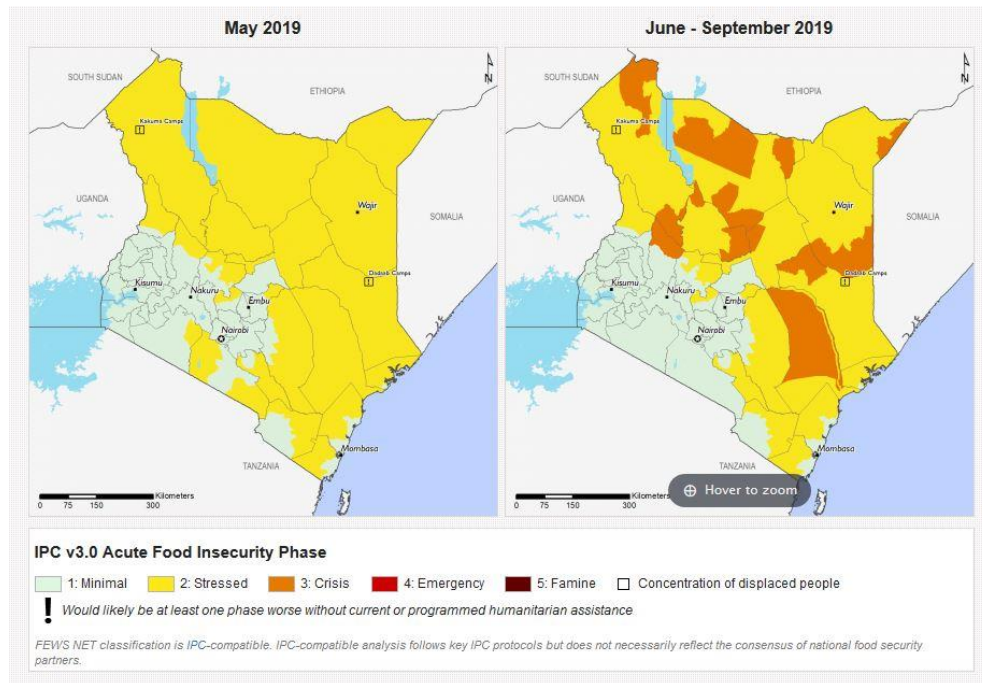 May 2019
June - September 2019
SOUTH SUDAN
ETHIOPIA
N
Kakuma Camps
!
UGANDA
Wajir
SOMALIA
Dadaab Camps
!
Kisumu
Nakuru
Embu
Nairobi
TANZANIA
Mombasa
Kilometers
0 75 150 300
SOUTH SUDAN
ETHIOPIA
N
Kakuma Camps
!
UGANDA
Wajir
SOMALIA
Dadaab Camps
!
Kisumu
Nakuru
Embu
Nairobi
TANZANIA
Mombasa
Kilometers
0 75 150 300
Hover to zoom
IPC v3.0 Acute Food Insecurity Phase
1: Minimal 2: Stressed 3: Crisis 4: Emergency 5: Famine Concentration of displaced people
! Would likely be at least one phase worse without current or programmed humanitarian assistance
FEWS NET classification is IPC-compatible. IPC-compatible analysis follows key IPC protocols but does not necessarily reflect the consensus of national food security
partners.